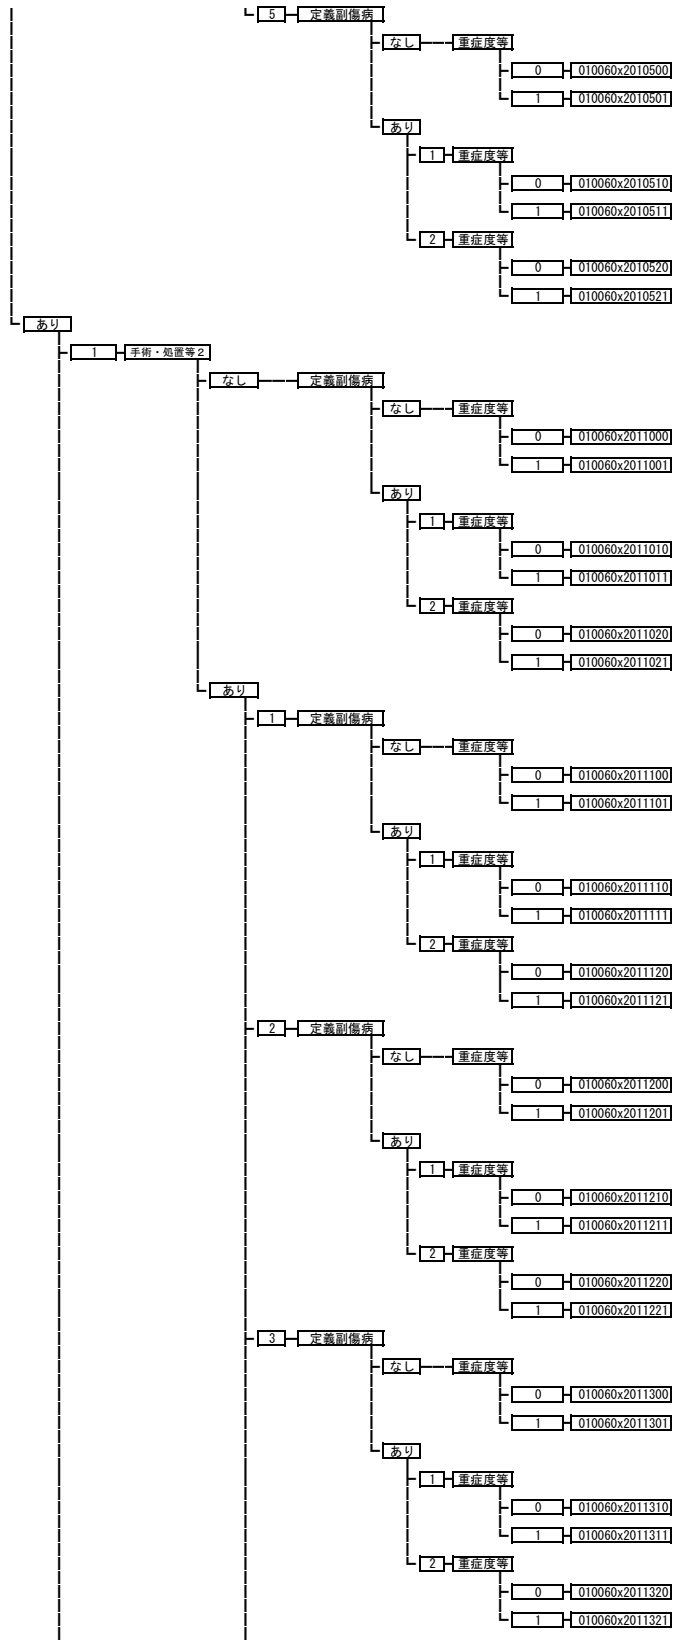 5 定義副傷病
なし 重症度等
0 010060x2010500
1 010060x2010501
あり
1 重症度等
0 010060x2010510
1 010060x2010511
2 重症度等
0 010060x2010520
1 010060x2010521
あり
1 手術・処置等2
なし 定義副傷病
なし 重症度等
0 010060x2011000
1 010060x2011001
あり
1 重症度等
0 010060x2011010
1 010060x2011011
2 重症度等
0 010060x2011020
1 010060x2011021
あり
1 定義副傷病
なし 重症度等
0 010060x2011100
1 010060x2011101
あり
1 重症度等
0 010060x2011110
1 010060x2011111
2 重症度等
0 010060x2011120
1 010060x2011121
2 定義副傷病
なし 重症度等
0 010060x2011200
1 010060x2011201
あり
1 重症度等
0 010060x2011210
1 010060x2011211
2 重症度等
0 010060x2011220
1 010060x2011221
3 定義副傷病
なし 重症度等
0 010060x2011300
1 010060x2011301
あり
1 重症度等
0 010060x2011310
1 010060x2011311
2 重症度等
0 010060x2011320
1 010060x2011321